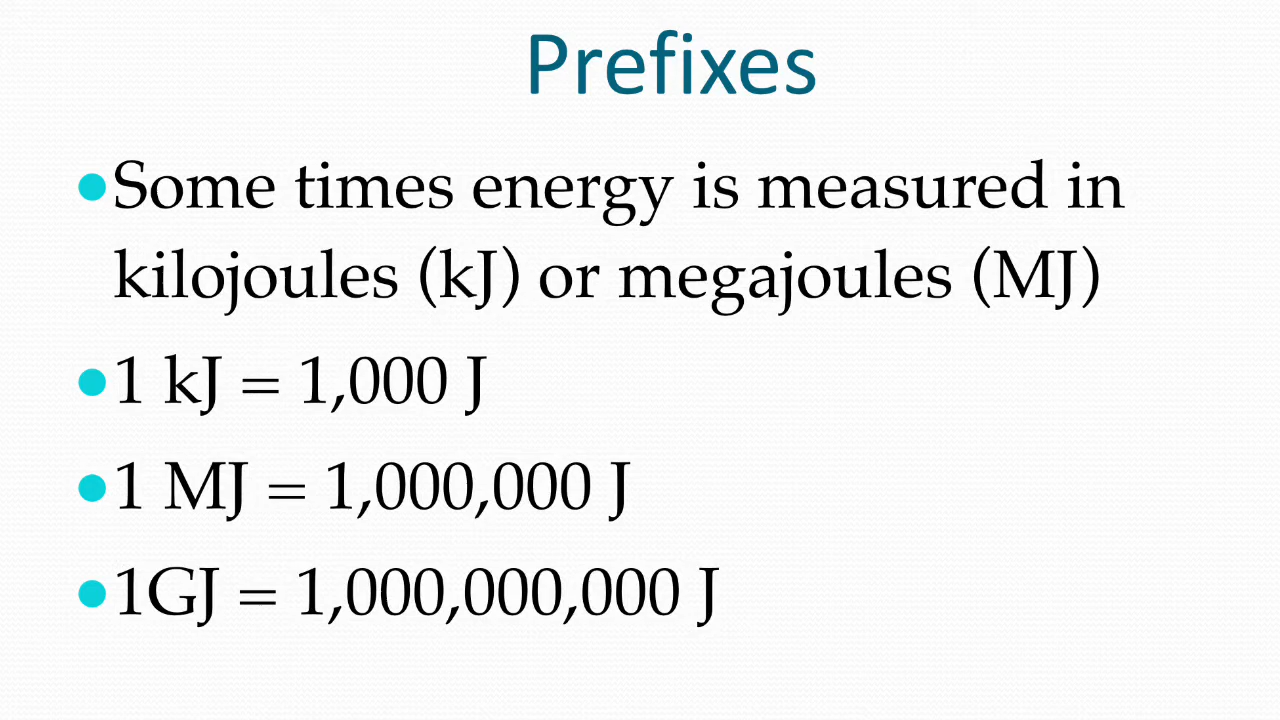 Prefixes
•Some times energy is measured in
kilojoules (kJ) or megajoules (MJ)
•1 kJ = 1,000 J
•1 MJ = 1,000,000 J
•1GJ = 1,000,000,000 J